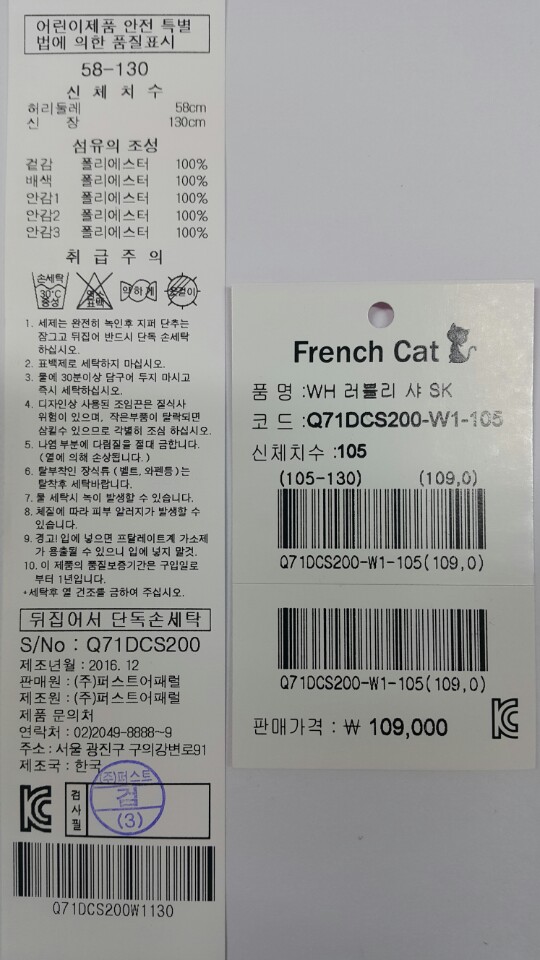 어린이제품 안전 특별
법에 의한 품질표시
58-130
신 체 치 수
허리둘레 58cm
신 장 130cm
섬유의 조성
겉감 폴리에스터 100%
배색 폴리에스터 100%
안감1 폴리에스터 100%
안감2 폴리에스터 100%
안감3 폴리에스터 100%
취 급 주 의
손세탁
30°C
중성
염소
표백
약하게
옷걸이
1. 세제는 완전히 녹인후 지퍼 단추는
잠그고 뒤집어 반드시 단독 손세탁
하십시오.
2. 표백제로 세탁하지 마십시오.
3. 물에 30분이상 담구어 두지 마시고
즉시 세탁하십시오.
4. 디자인상 사용된 조임끈은 질식사
위험이 있으며, 작은부품이 탈락되면
삼킬수 있으므로 각별히 조심 하십시오.
5. 나염 부분에 다림질을 절대 금합니다.
(열에 의해 손상됩니다.)
6. 탈부착인 장식류 (벨트, 와펜등)는
탈착후 세탁바랍니다.
7. 물 세탁시 녹이 발생할 수 있습니다.
8. 체질에 따라 피부 알러지가 발생할 수
있습니다.
9. 경고! 입에 넣으면 프탈레이트계 가소제
가 용출될 수 있으니 입에 넣지 말것.
10. 이 제품의 품질보증기간은 구입일로
부터 1년입니다.
*세탁후 열 건조를 금하여 주십시오.
뒤집어서 단독손세탁
S/No : Q71DCS200
제조년월 : 2016. 12
판매원 : (주)퍼스트어패럴
제조원 : (주)퍼스트어패럴
제품 문의처
연락처 : 02)2049-8888~9
주소 : 서울 광진구 구의강변로91
제조국 : 한국
KC
검사필
(주)퍼스트
검
(3)
Q71DCS200W1130
French Cat
품 명 :WH 러블리 샤 SK
코 드 :Q71DCS200-W1-105
신체치수 :105
(105-130) (109,0)
Q71DCS200-W1-105(109,0)
Q71DCS200-W1-105(109,0)
판매가격 : ₩ 109,000
KC